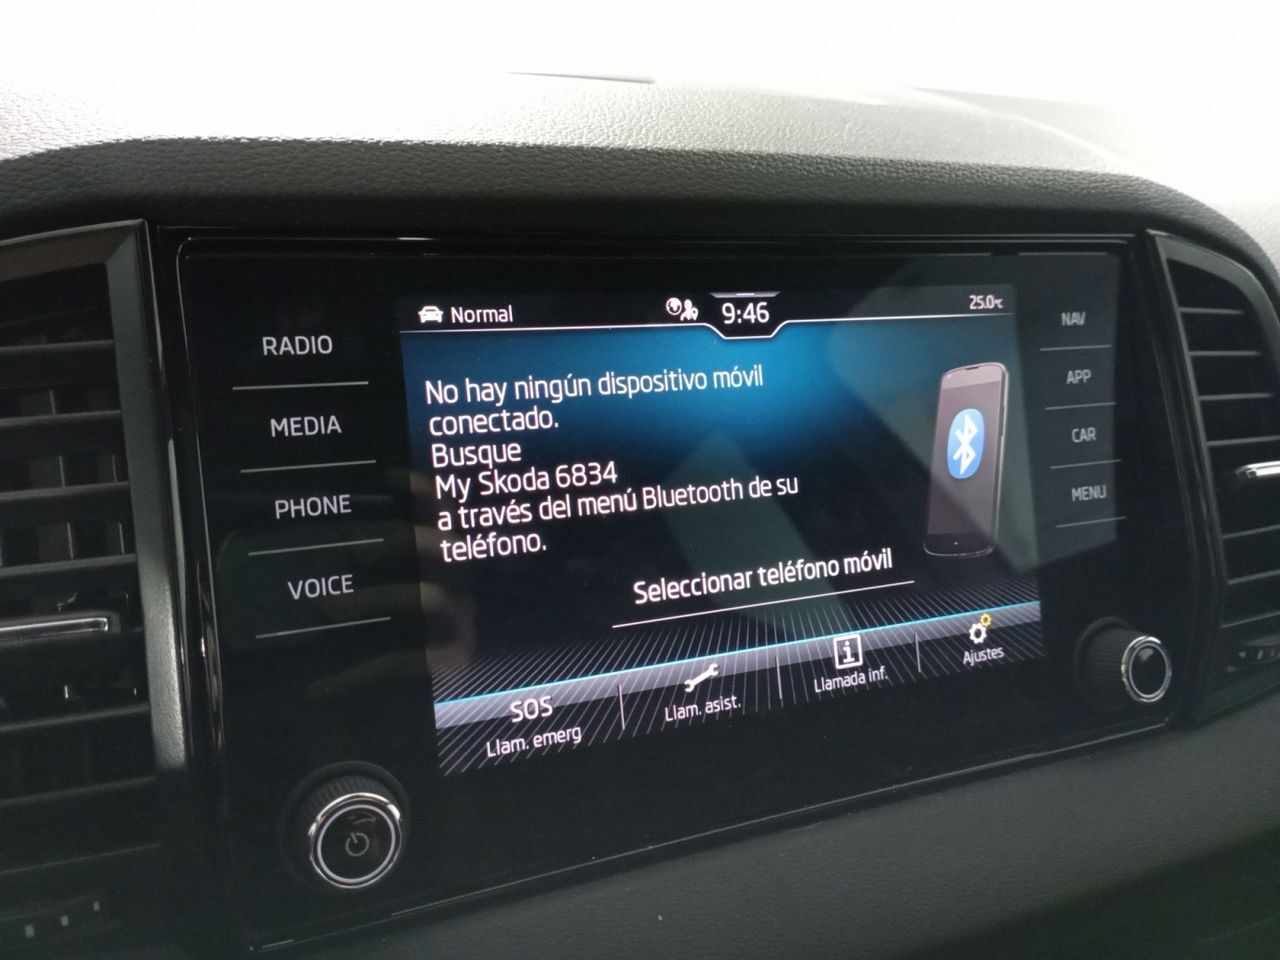 Normal
9:46
25.0°C
RADIO
MEDIA
PHONE
VOICE
No hay ningún dispositivo móvil
conectado.
Busque
My Skoda 6834
a través del menú Bluetooth de su
teléfono.
Seleccionar teléfono móvil
SOS
Llam. emerg
Llam. asist.
i
Llamada inf.
Ajustes
NAV
APP
CAR
MENU